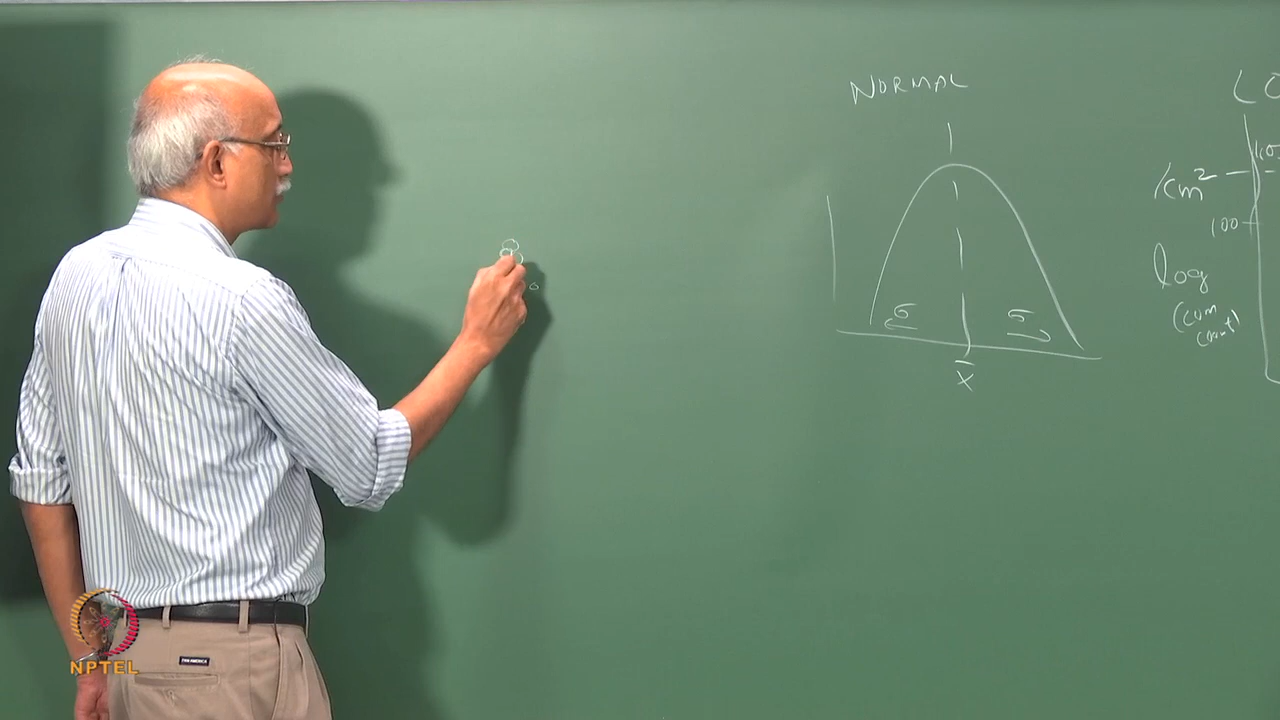 NORMAL
σ
σ
x̄
/cm²
100
log
(cum
count)
NPTEL